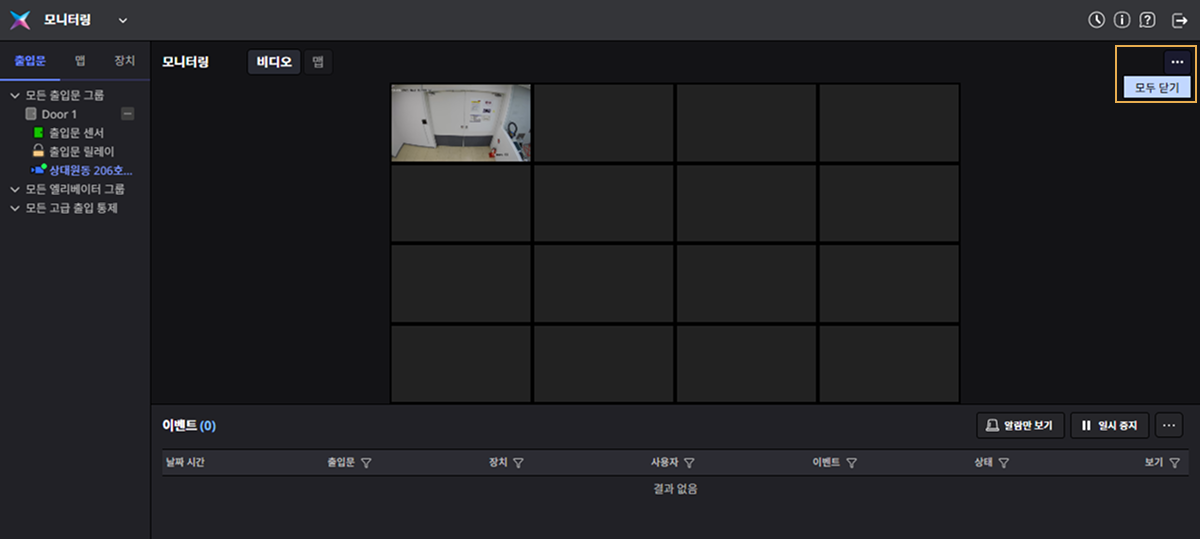 모니터링
출입문 맵 장치
모든 출입문 그룹
Door 1
출입문 센서
출입문 릴레이
상대원동 206호...
모든 엘리베이터 그룹
모든 고급 출입 통제
모니터링 비디오 맵
모두 닫기
이벤트 (0)
알람만 보기 일시 중지
날짜 시간 출입문 장치 사용자 이벤트 상태 보기
결과 없음